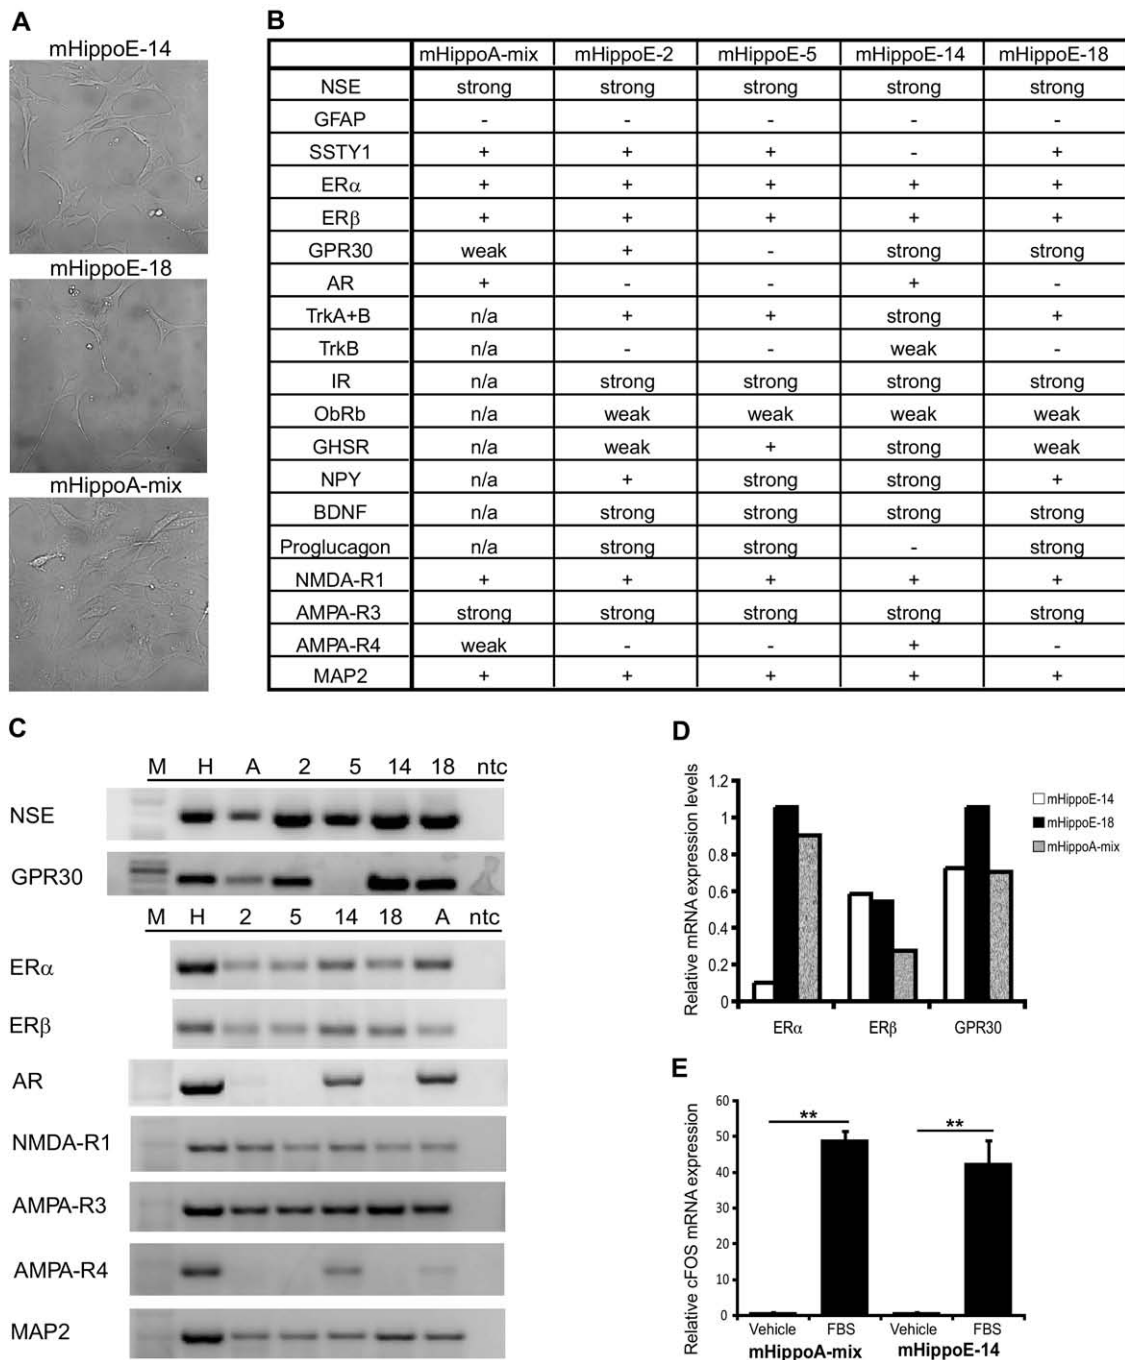 A
mHippoE-14
mHippoE-18
mHippoA-mix
B
mHippoA-mix mHippoE-2 mHippoE-5 mHippoE-14 mHippoE-18
NSE strong strong strong strong strong
GFAP - - - - -
SSTY1 + + + - +
ERα + + + + +
ERβ + + + + +
GPR30 weak + - strong strong
AR + - - + -
TrkA+B n/a + + strong +
TrkB n/a - - weak -
IR n/a strong strong strong strong
ObRb n/a weak weak weak weak
GHSR n/a weak + strong weak
NPY n/a + strong strong +
BDNF n/a strong strong strong strong
Proglucagon n/a strong strong - strong
NMDA-R1 + + + + +
AMPA-R3 strong strong strong strong strong
AMPA-R4 weak - - + -
MAP2 + + + + +
C
M H A 2 5 14 18 ntc
NSE
GPR30
M H 2 5 14 18 A ntc
ERα
ERβ
AR
NMDA-R1
AMPA-R3
AMPA-R4
MAP2
D
Relative mRNA expression levels
1.2
1
0.8
0.6
0.4
0.2
0
ERα ERβ GPR30
mHippoE-14
mHippoE-18
mHippoA-mix
E
Relative cFOS mRNA expression
60
50
40
30
20
10
0
** **
Vehicle FBS Vehicle FBS
mHippoA-mix mHippoE-14